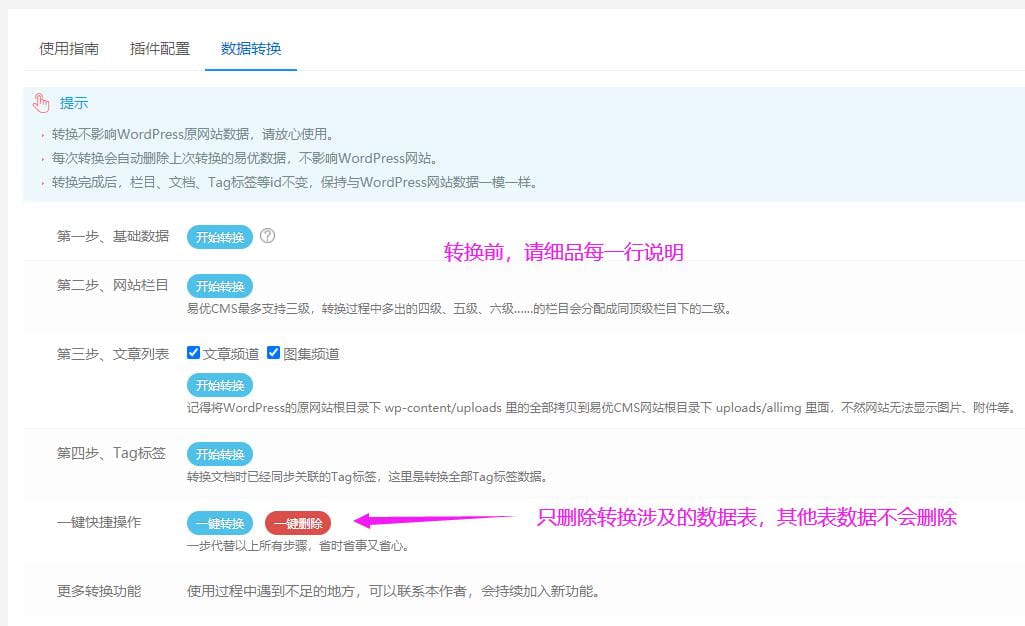 使用指南 插件配置 数据转换
提示
转换不影响WordPress原网站数据，请放心使用。
每次转换会自动删除上次转换的易优数据，不影响WordPress网站。
转换完成后，栏目、文档、Tag标签等id不变，保持与WordPress网站数据一模一样。
第一步、基础数据 开始转换 ?
转换前，请细品每一行说明
第二步、网站栏目 开始转换
易优CMS最多支持三级，转换过程中多出的四级、五级、六级......的栏目会分配成同顶级栏目下的二级。
第三步、文章列表 文章频道 图集频道
开始转换
记得将WordPress的原网站根目录下 wp-content/uploads 里的全部拷贝到易优CMS网站根目录下 uploads/allimg 里面，不然网站无法显示图片、附件等。
第四步、Tag标签 开始转换
转换文档时已经同步关联的Tag标签，这里是转换全部Tag标签数据。
一键快捷操作 一键转换 一键删除 只删除转换涉及的数据表，其他表数据不会删除
一步代替以上所有步骤，省时省事又省心。
更多转换功能 使用过程中遇到不足的地方，可以联系本作者，会持续加入新功能。